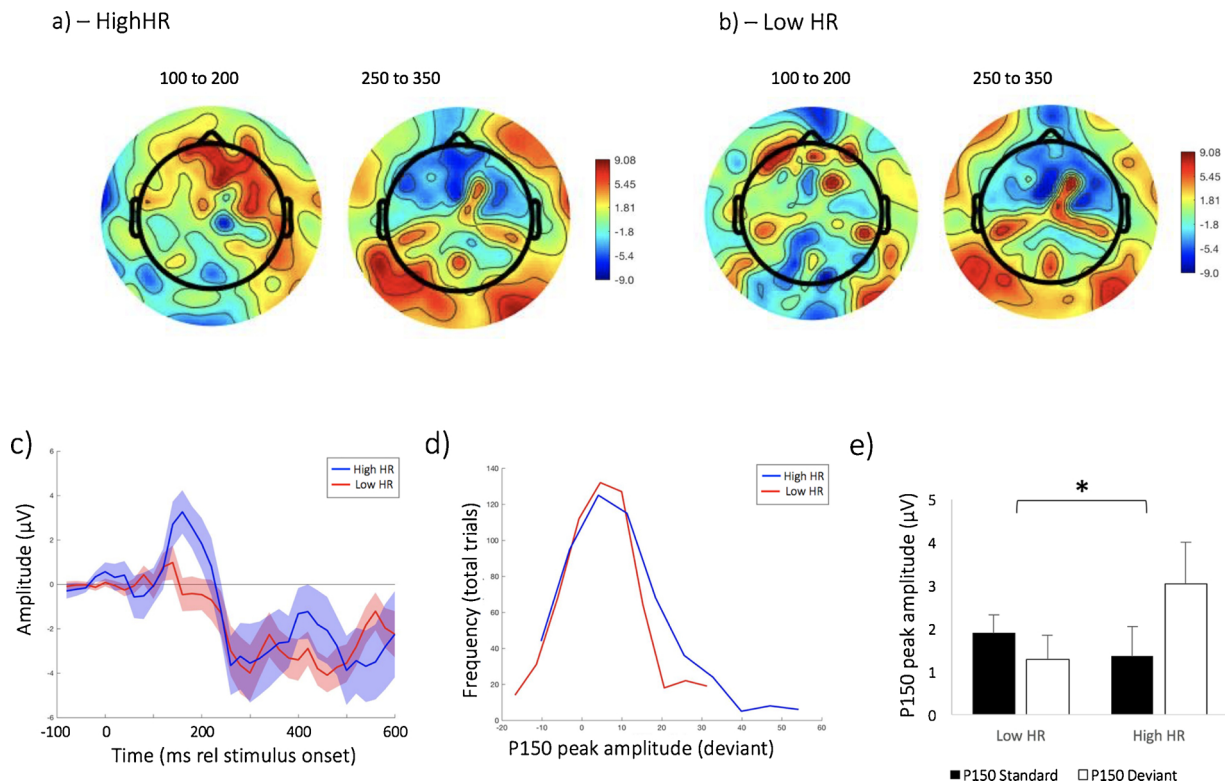 a) – HighHR
b) – Low HR
100 to 200
250 to 350
100 to 200
250 to 350
9.08
5.45
1.81
-1.8
-5.4
-9.0
9.08
5.45
1.81
-1.8
-5.4
-9.0
c)
6
4
2
0
-2
-4
-6
-100
0
200
400
600
High HR
Low HR
Amplitude (µV)
Time (ms rel stimulus onset)
d)
140
120
100
80
60
40
20
0
-20
-10
0
10
20
30
40
50
60
High HR
Low HR
Frequency (total trials)
P150 peak amplitude (deviant)
e)
*
5
4
3
2
1
0
P150 peak amplitude (µV)
Low HR
High HR
P150 Standard
P150 Deviant